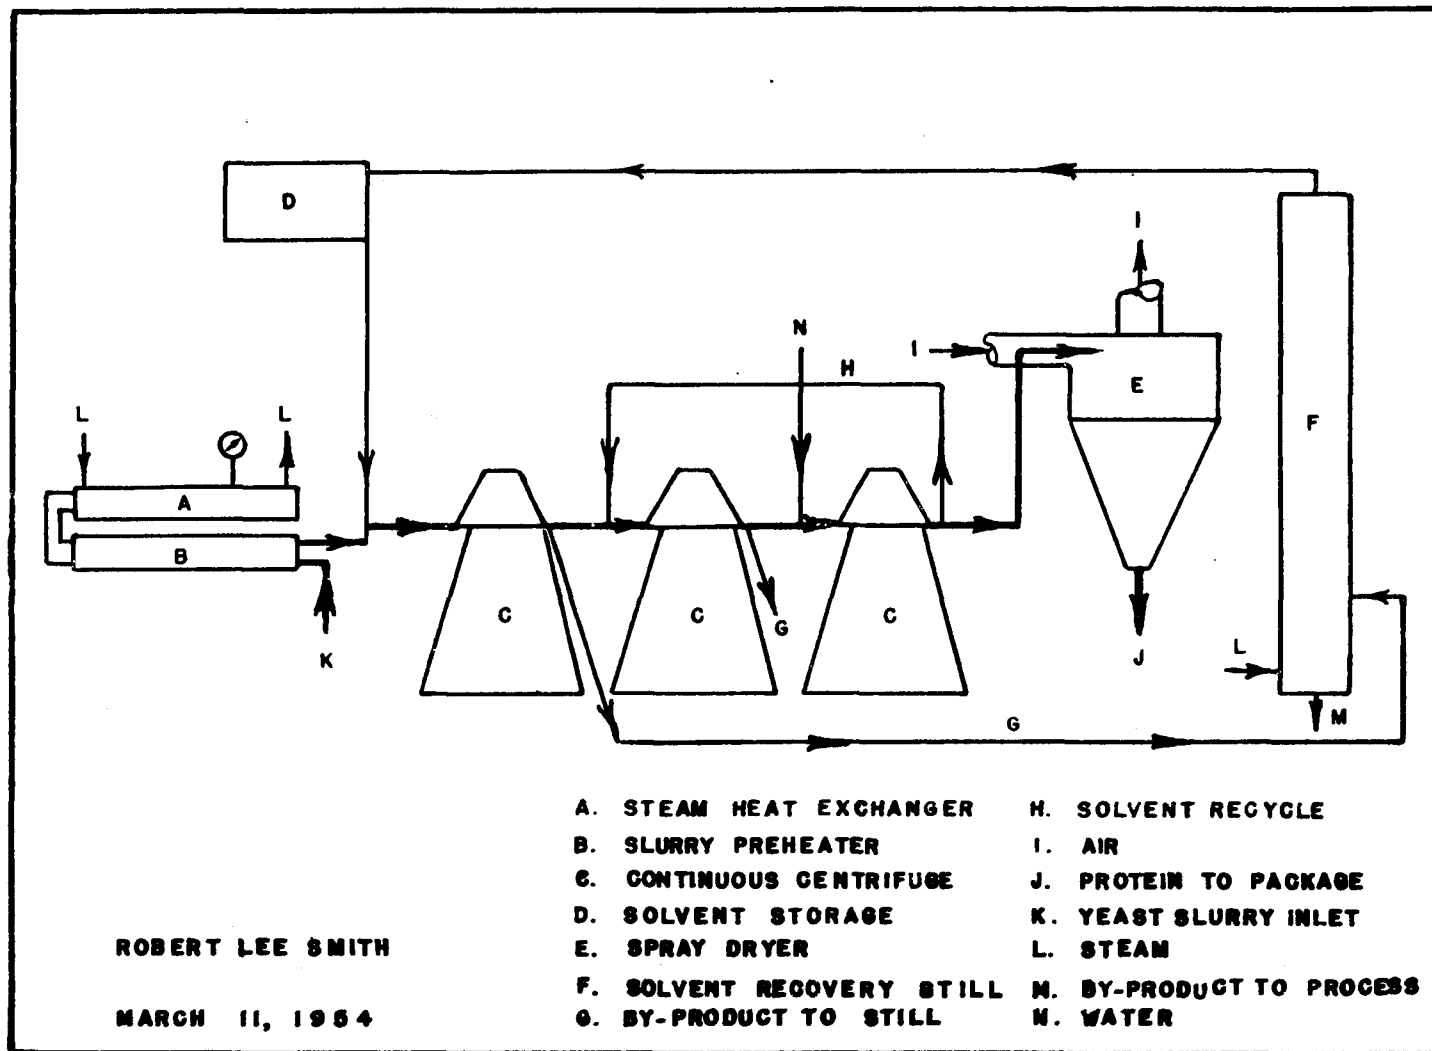 D
I
N
I
H
E
F
L
L
A
B
K
C
C
C
G
J
L
M
G
A. STEAM HEAT EXCHANGER
B. SLURRY PREHEATER
C. CONTINUOUS CENTRIFUGE
D. SOLVENT STORAGE
E. SPRAY DRYER
F. SOLVENT RECOVERY STILL
G. BY-PRODUCT TO STILL
H. SOLVENT RECYCLE
I. AIR
J. PROTEIN TO PACKAGE
K. YEAST SLURRY INLET
L. STEAM
M. BY-PRODUCT TO PROCESS
N. WATER
ROBERT LEE SMITH
MARCH 11, 1954